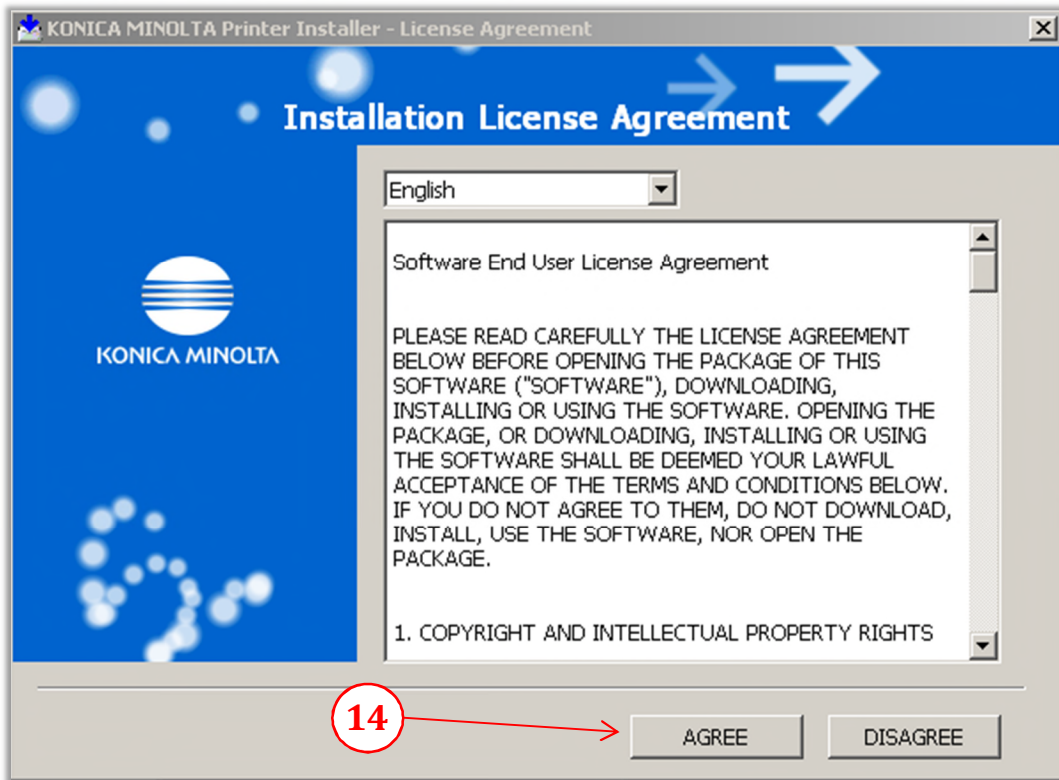 KONICA MINOLTA Printer Installer - License Agreement
Installation License Agreement
English
KONICA MINOLTA
Software End User License Agreement
PLEASE READ CAREFULLY THE LICENSE AGREEMENT
BELOW BEFORE OPENING THE PACKAGE OF THIS
SOFTWARE ("SOFTWARE"), DOWNLOADING,
INSTALLING OR USING THE SOFTWARE. OPENING THE
PACKAGE, OR DOWNLOADING, INSTALLING OR USING
THE SOFTWARE SHALL BE DEEMED YOUR LAWFUL
ACCEPTANCE OF THE TERMS AND CONDITIONS BELOW.
IF YOU DO NOT AGREE TO THEM, DO NOT DOWNLOAD,
INSTALL, USE THE SOFTWARE, NOR OPEN THE
PACKAGE.
1. COPYRIGHT AND INTELLECTUAL PROPERTY RIGHTS
14
AGREE
DISAGREE